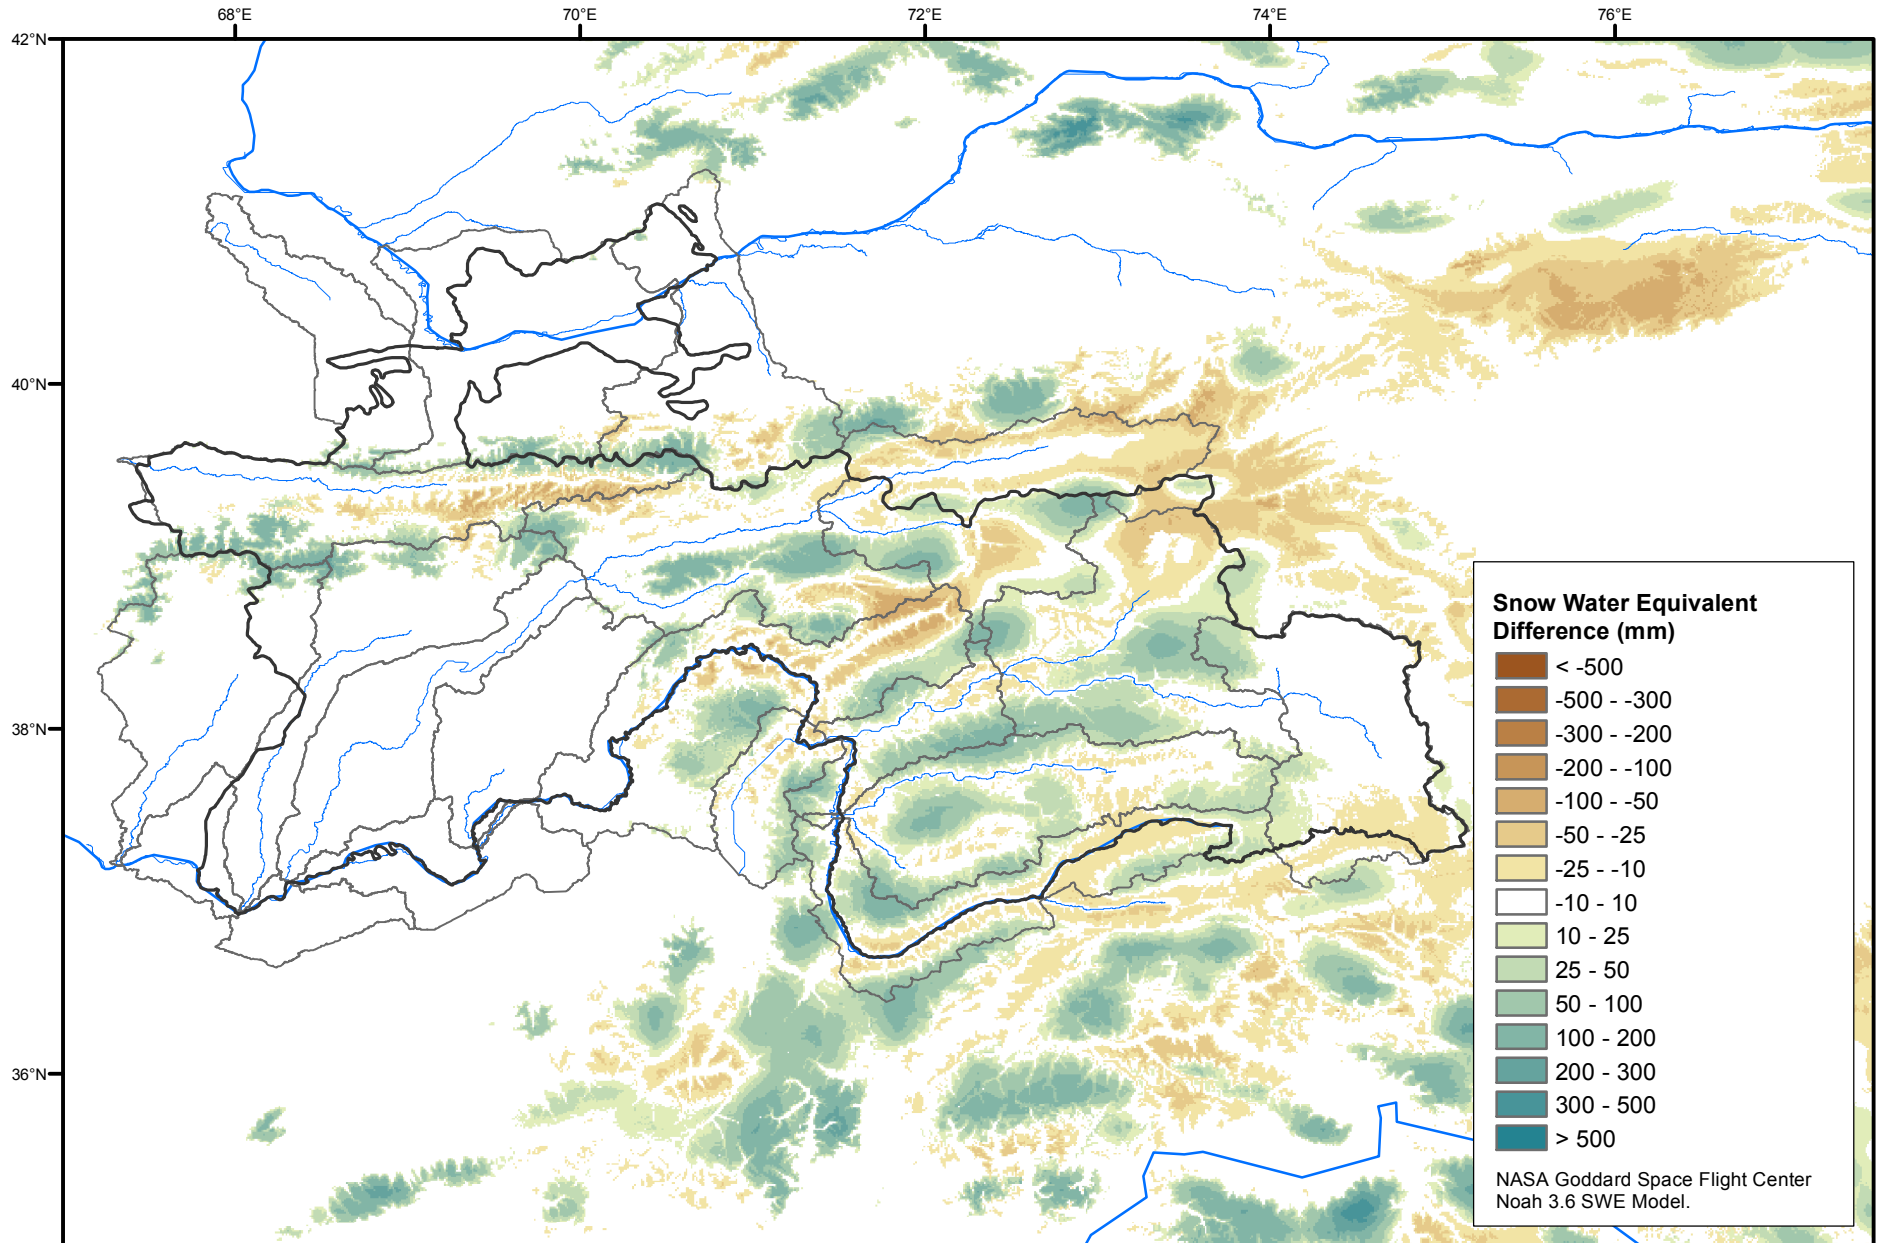 68°E
70°E
72°E
74°E
76°E
42°N
40°N
38°N
36°N
Snow Water Equivalent
Difference (mm)
< -500
-500 - -300
-300 - -200
-200 - -100
-100 - -50
-50 - -25
-25 - -10
-10 - 10
10 - 25
25 - 50
50 - 100
100 - 200
200 - 300
300 - 500
> 500
NASA Goddard Space Flight Center
Noah 3.6 SWE Model.